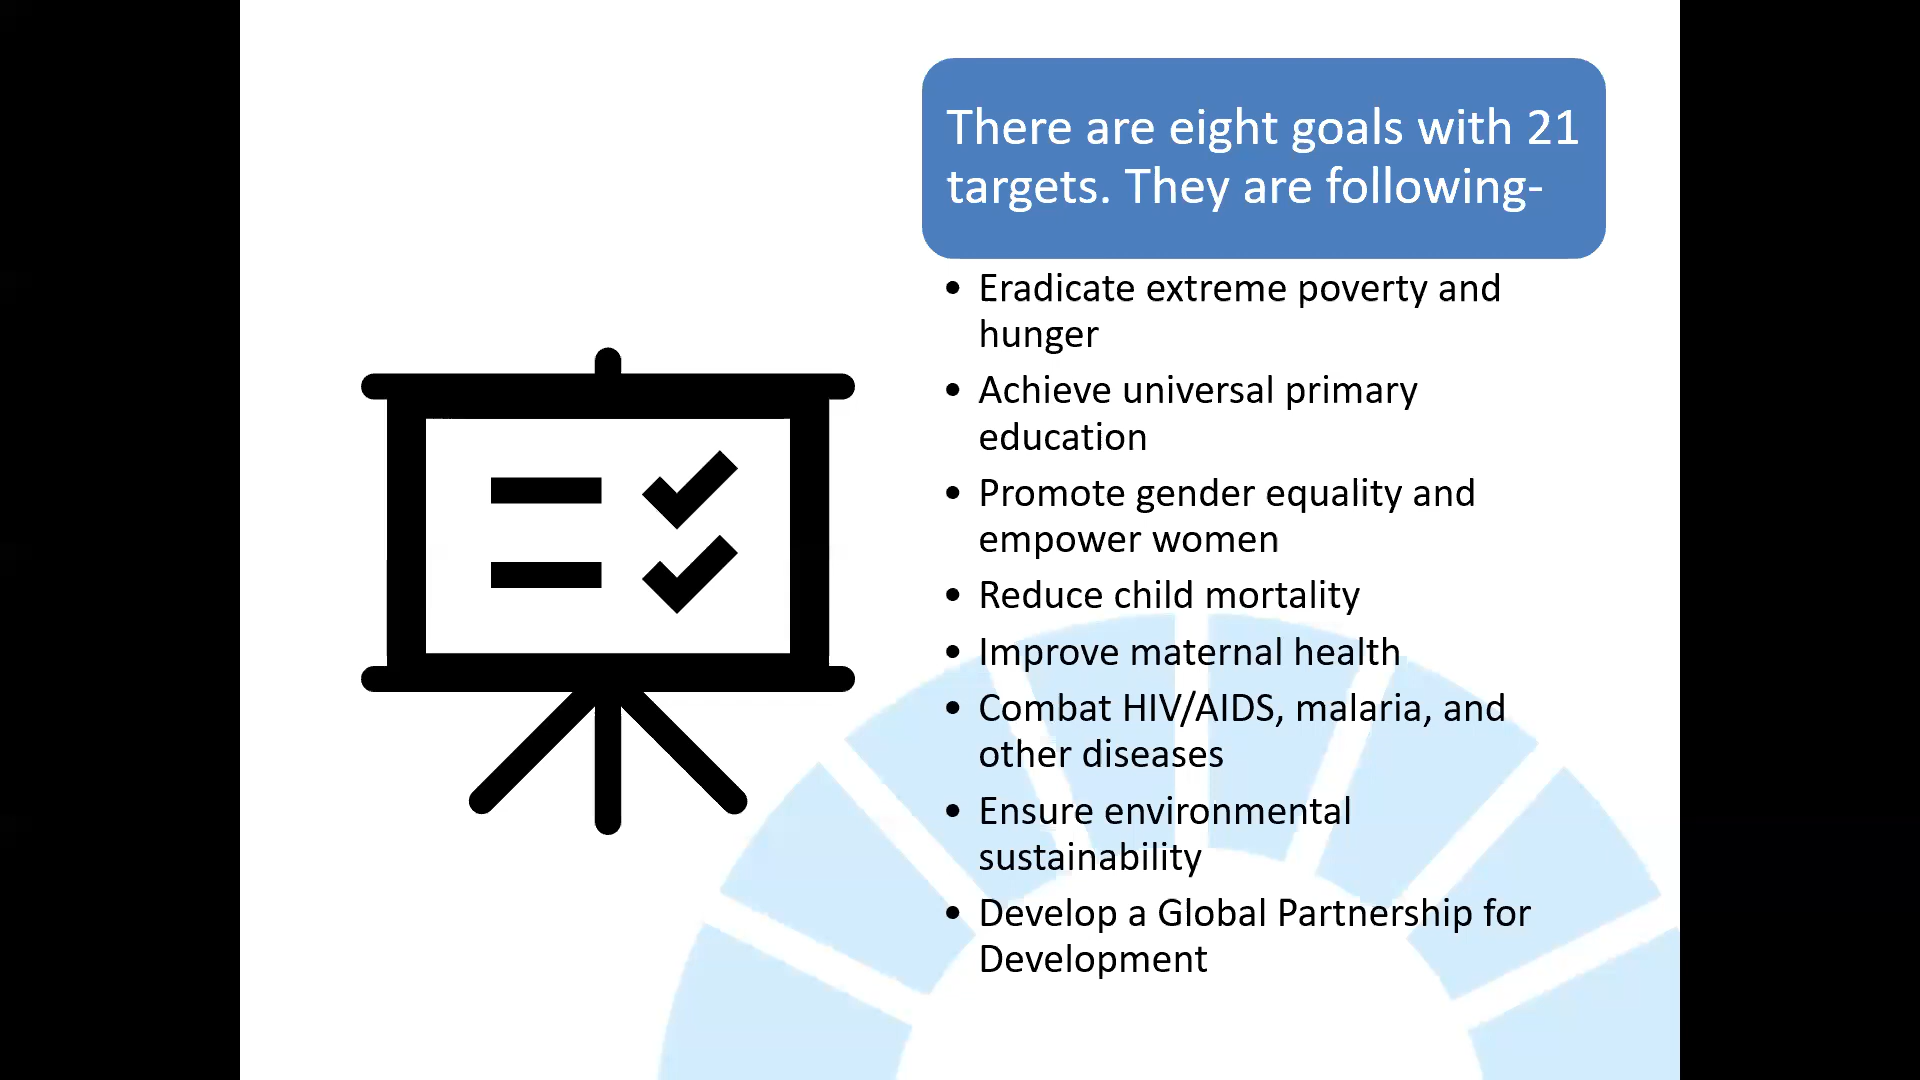 There are eight goals with 21
targets. They are following-
• Eradicate extreme poverty and
hunger
• Achieve universal primary
education
• Promote gender equality and
empower women
• Reduce child mortality
• Improve maternal health
• Combat HIV/AIDS, malaria, and
other diseases
• Ensure environmental
sustainability
• Develop a Global Partnership for
Development